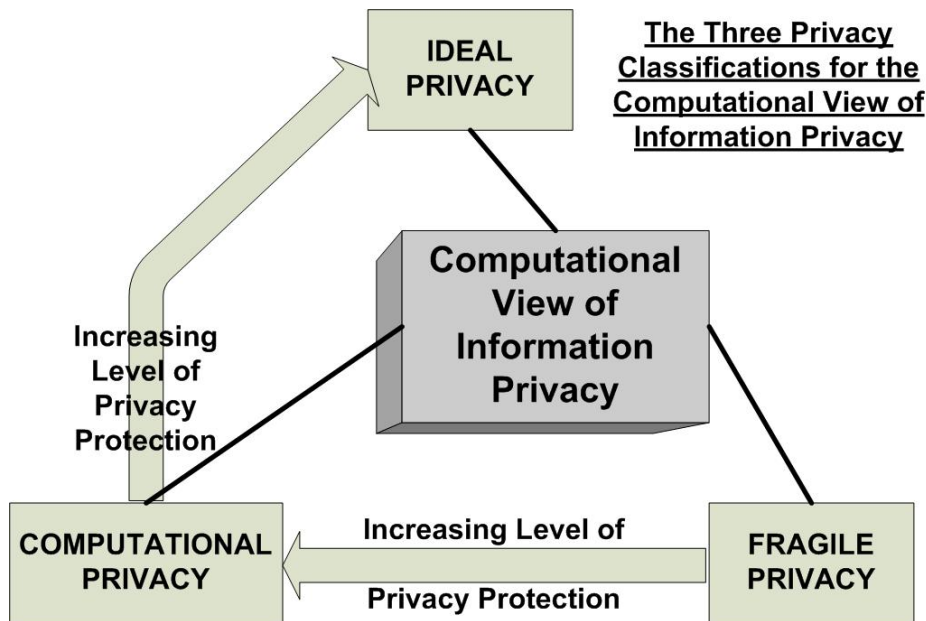 IDEAL
PRIVACY
The Three Privacy
Classifications for the
Computational View of
Information Privacy
Computational
View of
Information
Privacy
Increasing
Level of
Privacy
Protection
COMPUTATIONAL
PRIVACY
Increasing Level of
Privacy Protection
FRAGILE
PRIVACY